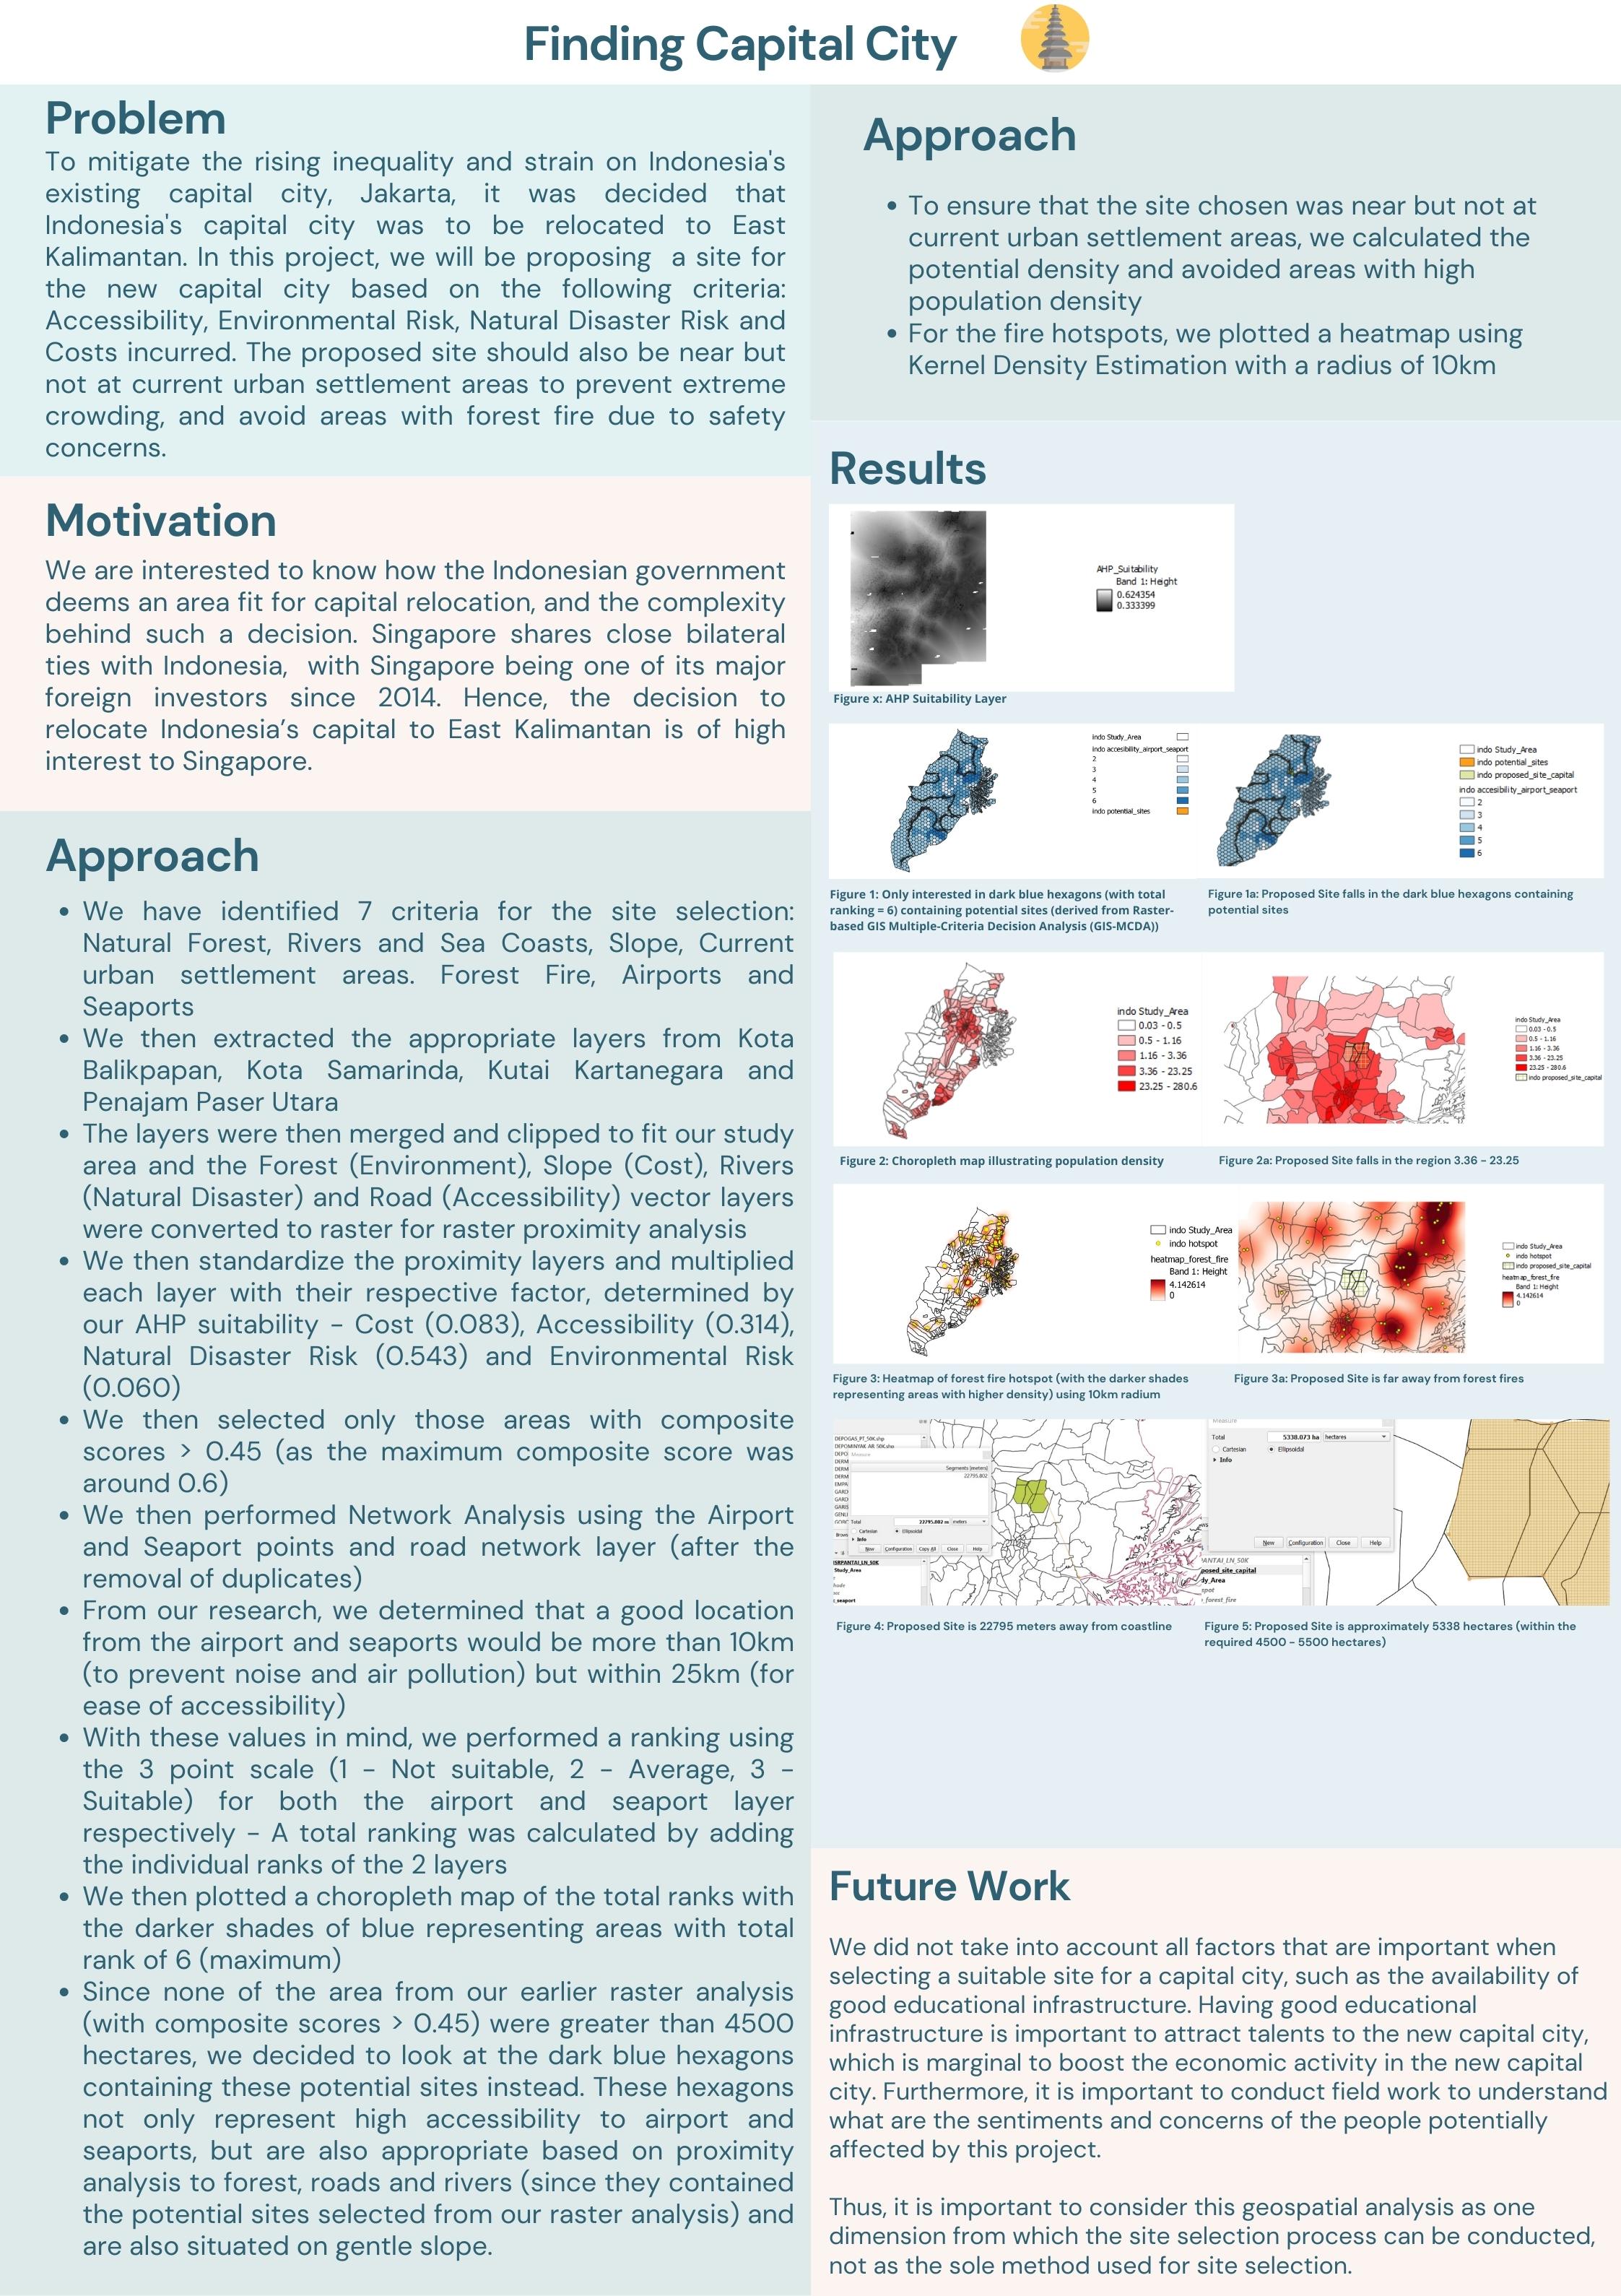 Finding Capital City
Problem
To mitigate the rising inequality and strain on Indonesia's
existing capital city, Jakarta, it was decided that
Indonesia's capital city was to be relocated to East
Kalimantan. In this project, we will be proposing a site for
the new capital city based on the following criteria:
Accessibility, Environmental Risk, Natural Disaster Risk and
Costs incurred. The proposed site should also be near but
not at current urban settlement areas to prevent extreme
crowding, and avoid areas with forest fire due to safety
concerns.
Motivation
We are interested to know how the Indonesian government
deems an area fit for capital relocation, and the complexity
behind such a decision. Singapore shares close bilateral
ties with Indonesia, with Singapore being one of its major
foreign investors since 2014. Hence, the decision to
relocate Indonesia’s capital to East Kalimantan is of high
interest to Singapore.
Approach
• We have identified 7 criteria for the site selection:
Natural Forest, Rivers and Sea Coasts, Slope, Current
urban settlement areas. Forest Fire, Airports and
Seaports
• We then extracted the appropriate layers from Kota
Balikpapan, Kota Samarinda, Kutai Kartanegara and
Penajam Paser Utara
• The layers were then merged and clipped to fit our study
area and the Forest (Environment), Slope (Cost), Rivers
(Natural Disaster) and Road (Accessibility) vector layers
were converted to raster for raster proximity analysis
• We then standardize the proximity layers and multiplied
each layer with their respective factor, determined by
our AHP suitability - Cost (0.083), Accessibility (0.314),
Natural Disaster Risk (0.543) and Environmental Risk
(0.060)
• We then selected only those areas with composite
scores > 0.45 (as the maximum composite score was
around 0.6)
• We then performed Network Analysis using the Airport
and Seaport points and road network layer (after the
removal of duplicates)
• From our research, we determined that a good location
from the airport and seaports would be more than 10km
(to prevent noise and air pollution) but within 25km (for
ease of accessibility)
• With these values in mind, we performed a ranking using
the 3 point scale (1 - Not suitable, 2 - Average, 3 -
Suitable) for both the airport and seaport layer
respectively - A total ranking was calculated by adding
the individual ranks of the 2 layers
• We then plotted a choropleth map of the total ranks with
the darker shades of blue representing areas with total
rank of 6 (maximum)
• Since none of the area from our earlier raster analysis
(with composite scores > 0.45) were greater than 4500
hectares, we decided to look at the dark blue hexagons
containing these potential sites instead. These hexagons
not only represent high accessibility to airport and
seaports, but are also appropriate based on proximity
analysis to forest, roads and rivers (since they contained
the potential sites selected from our raster analysis) and
are also situated on gentle slope.
Approach
• To ensure that the site chosen was near but not at
current urban settlement areas, we calculated the
potential density and avoided areas with high
population density
• For the fire hotspots, we plotted a heatmap using
Kernel Density Estimation with a radius of 10km
Results
AHP_Suitability
Band 1: Height
0.624354
0.333399
Figure x: AHP Suitability Layer
indo Study_Area
indo accesibility_airport_seaport
2
3
4
5
6
indo potential_sites
indo Study_Area
indo potential_sites
indo proposed_site_capital
indo accesibility_airport_seaport
2
3
4
5
6
Figure 1: Only interested in dark blue hexagons (with total
ranking = 6) containing potential sites (derived from Raster-
based GIS Multiple-Criteria Decision Analysis (GIS-MCDA))
Figure 1a: Proposed Site falls in the dark blue hexagons containing
potential sites
indo Study_Area
0.03 - 0.5
0.5 - 1.16
1.16 - 3.36
3.36 - 23.25
23.25 - 280.6
indo Study_Area
0.03 - 0.5
0.5 - 1.16
1.16 - 3.36
3.36 - 23.25
23.25 - 280.6
indo proposed_site_capital
Figure 2: Choropleth map illustrating population density
Figure 2a: Proposed Site falls in the region 3.36 - 23.25
indo Study_Area
indo hotspot
heatmap_forest_fire
Band 1: Height
4.142614
0
indo Study_Area
indo hotspot
indo proposed_site_capital
heatmap_forest_fire
Band 1: Height
4.142614
0
Figure 3: Heatmap of forest fire hotspot (with the darker shades
representing areas with higher density) using 10km radium
Figure 3a: Proposed Site is far away from forest fires
DEPOGAS_PT_50K.shp
DEPOMINYAK_AR_50K.shp
Measure
Segments [meters]
22795.802
Total 22795.802 m meters
Cartesian Ellipsoidal
Info
New Configuration Copy All Close Help
Study_Area
_seaport
Measure
Total 5338.073 ha hectares
Cartesian Ellipsoidal
Info
New Configuration Close Help
ANTAI_LN_50K
posed_site_capital
dy_Area
spot
_forest_fire
Figure 4: Proposed Site is 22795 meters away from coastline
Figure 5: Proposed Site is approximately 5338 hectares (within the
required 4500 - 5500 hectares)
Future Work
We did not take into account all factors that are important when
selecting a suitable site for a capital city, such as the availability of
good educational infrastructure. Having good educational
infrastructure is important to attract talents to the new capital city,
which is marginal to boost the economic activity in the new capital
city. Furthermore, it is important to conduct field work to understand
what are the sentiments and concerns of the people potentially
affected by this project.
Thus, it is important to consider this geospatial analysis as one
dimension from which the site selection process can be conducted,
not as the sole method used for site selection.